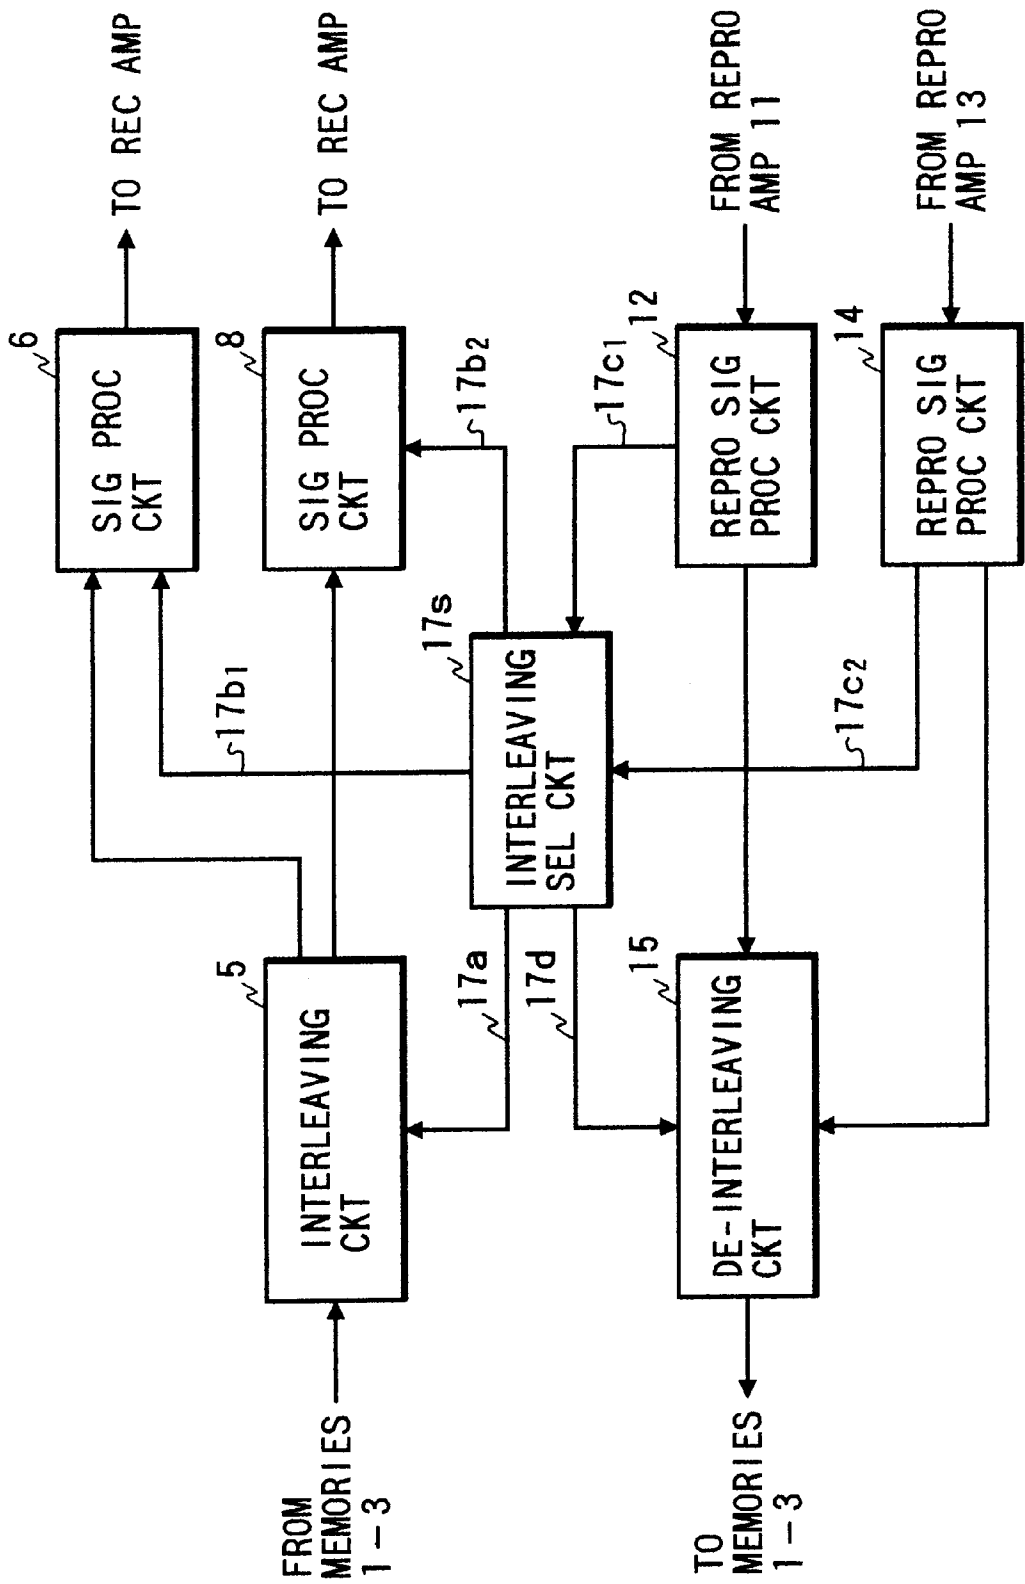 6
SIG PROC
CKT
TO REC AMP
17b1
5
INTERLEAVING
CKT
FROM
MEMORIES
1-3
8
SIG PROC
CKT
TO REC AMP
17a
17s
INTERLEAVING
SEL CKT
17b2
17d
17c1
15
DE-INTERLEAVING
CKT
TO
MEMORIES
1-3
12
REPRO SIG
PROC CKT
FROM REPRO
AMP 11
17c2
14
REPRO SIG
PROC CKT
FROM REPRO
AMP 13